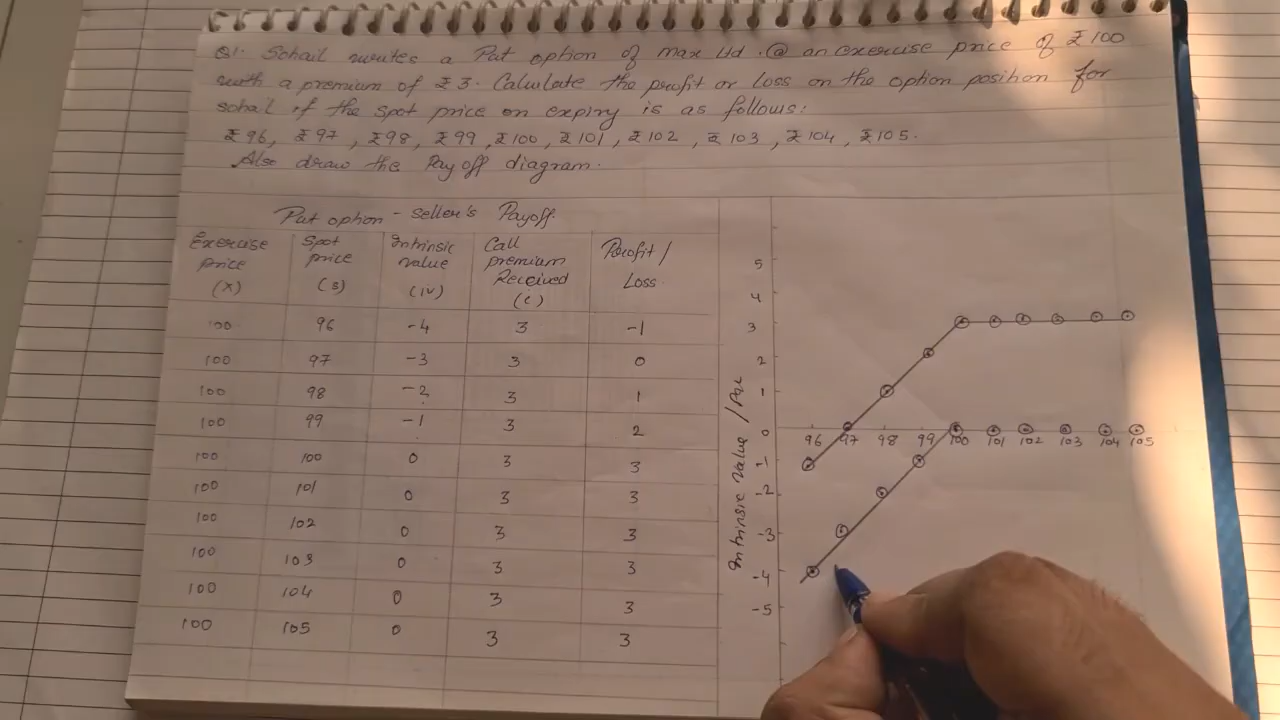 Q1. Sohail writes a Put option of Max Ltd. @ an exercise price of ₹100
with a premium of ₹3. Calculate the profit or loss on the option position for
Sohail if the spot price on expiry is as follows:
₹96, ₹97, ₹98, ₹99, ₹100, ₹101, ₹102, ₹103, ₹104, ₹105.
Also draw the Payoff diagram.
Put option - seller's Payoff.
Exercise price (X) Spot price (S) Intrinsic value (IV) Call premium Received (C) Profit / Loss
100 96 -4 3 -1
100 97 -3 3 0
100 98 -2 3 1
100 99 -1 3 2
100 100 0 3 3
100 101 0 3 3
100 102 0 3 3
100 103 0 3 3
100 104 0 3 3
100 105 0 3 3
Intrinsic value / Pay
5
4
3
2
1
0
-1
-2
-3
-4
-5
96 97 98 99 100 101 102 103 104 105